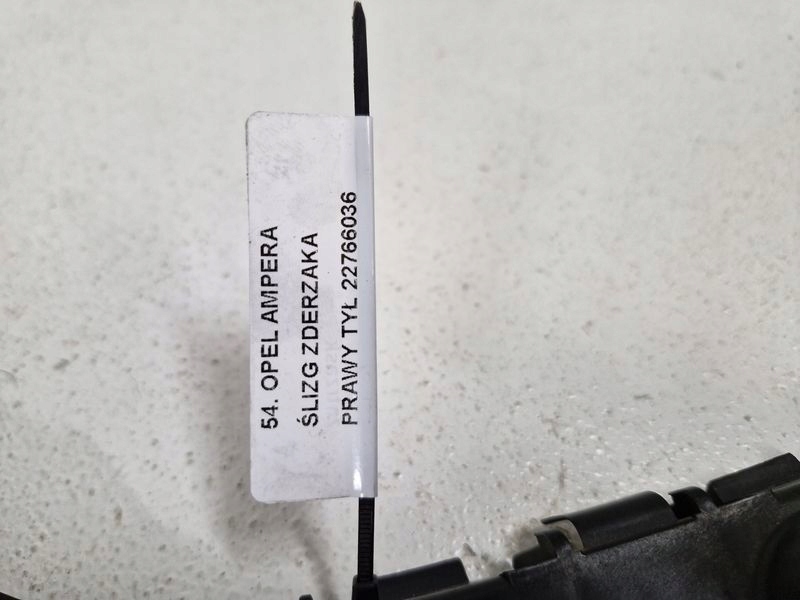 54. OPEL AMPERA
ŚLIZG ZDERZAKA
PRAWY TYŁ 22766036